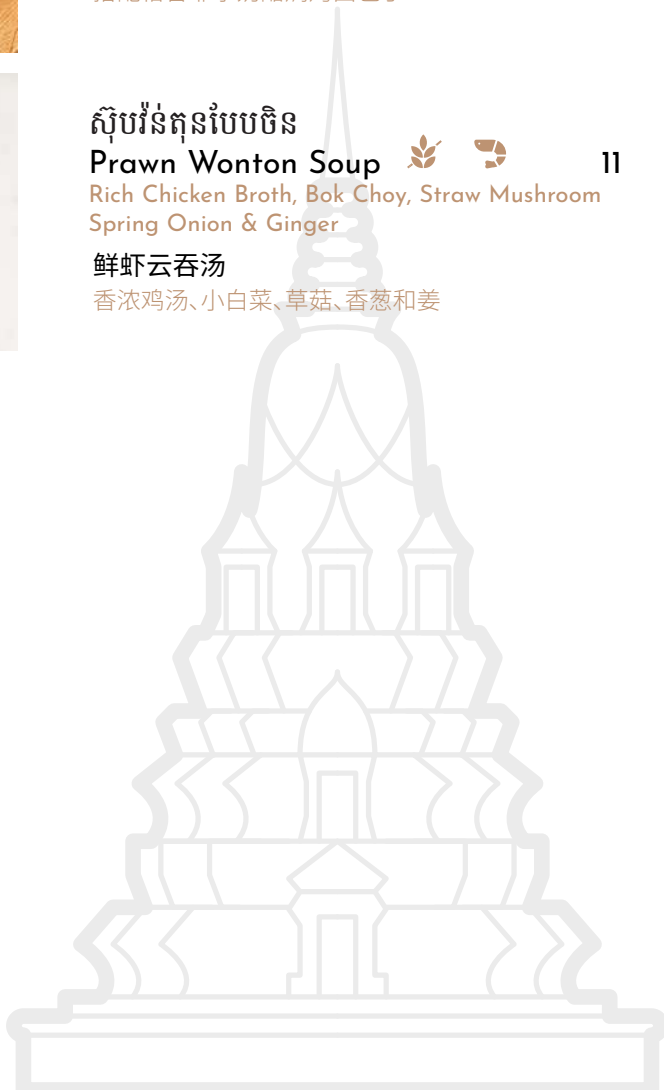 ស៊ុបវ៉ន់តុនបែបចិន
Prawn Wonton Soup 11
Rich Chicken Broth, Bok Choy, Straw Mushroom
Spring Onion & Ginger
鲜虾云吞汤
香浓鸡汤、小白菜、草菇、香葱和姜